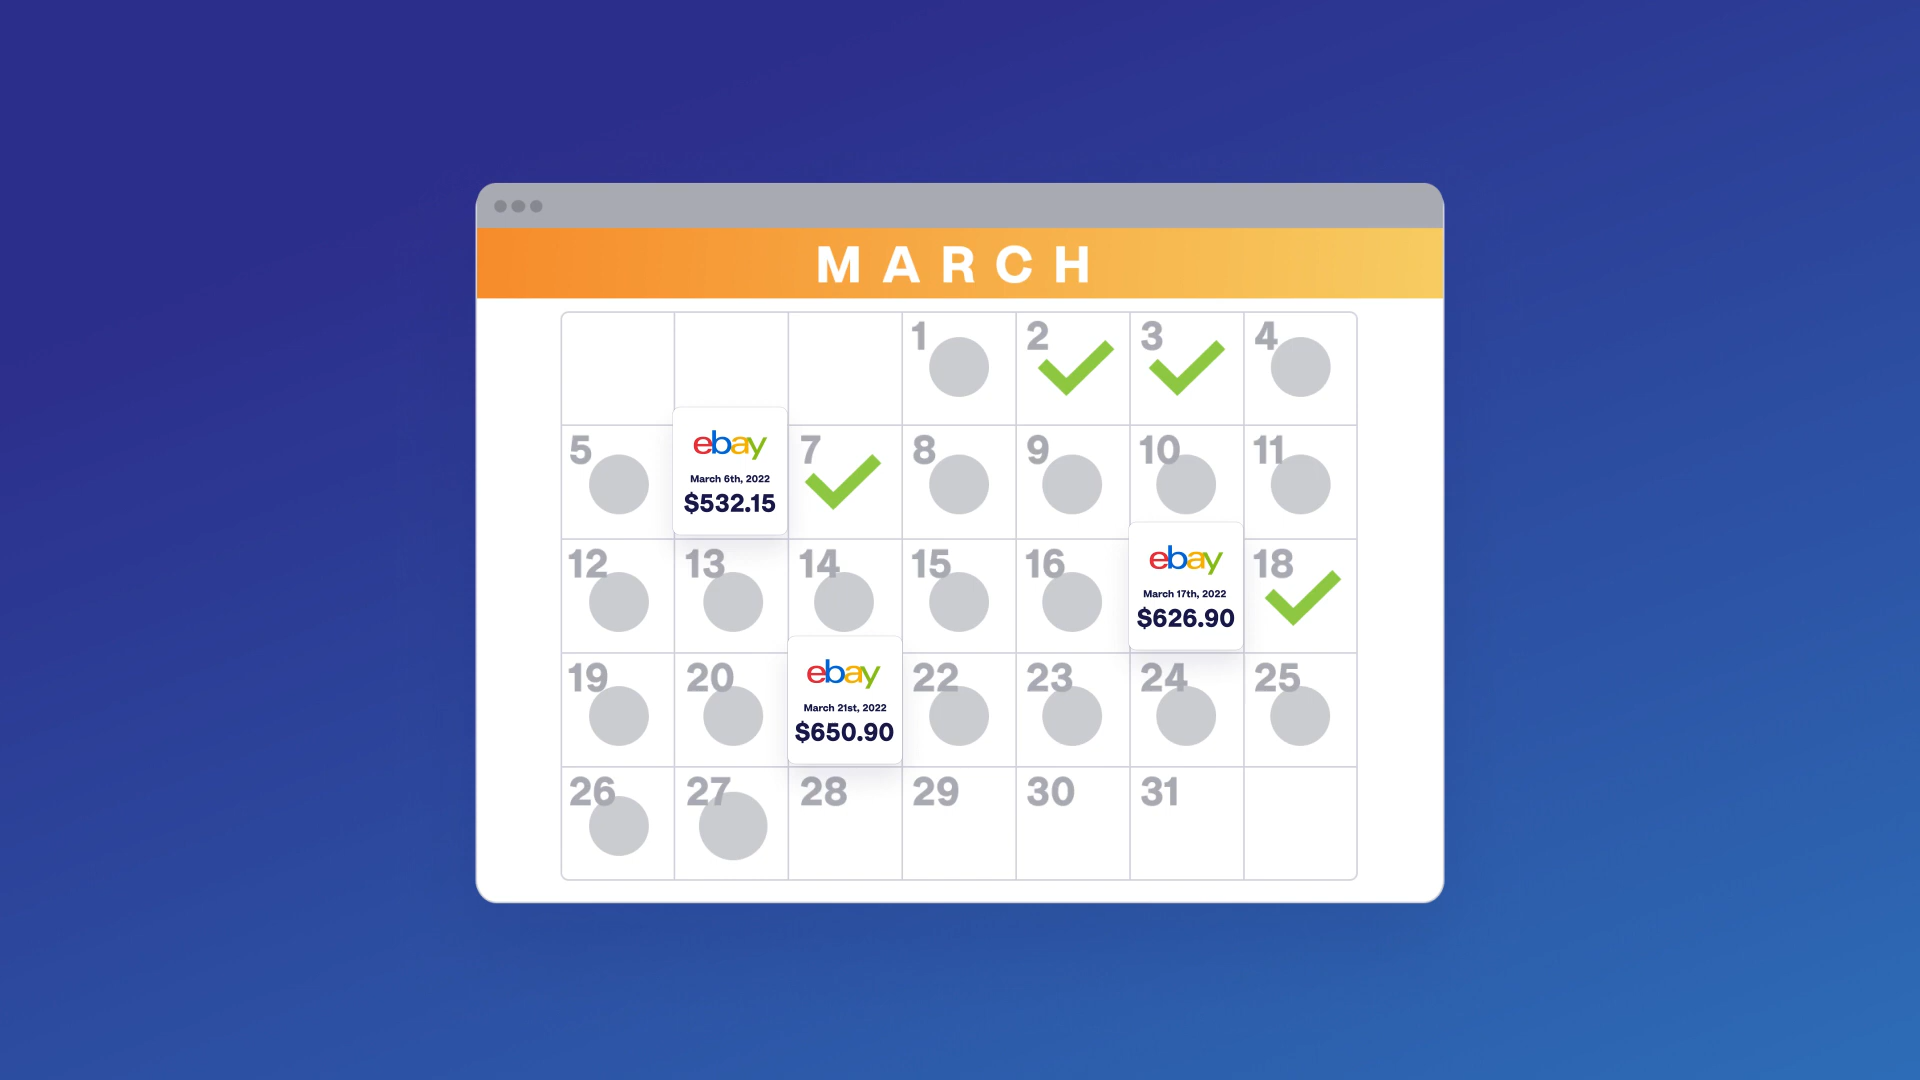 MARCH
1 2 3 4
5
ebay
March 6th, 2022
$532.15
7 8 9 10 11
12 13 14 15 16
ebay
March 17th, 2022
$626.90
18
19 20
ebay
March 21st, 2022
$650.90
22 23 24 25
26 27 28 29 30 31